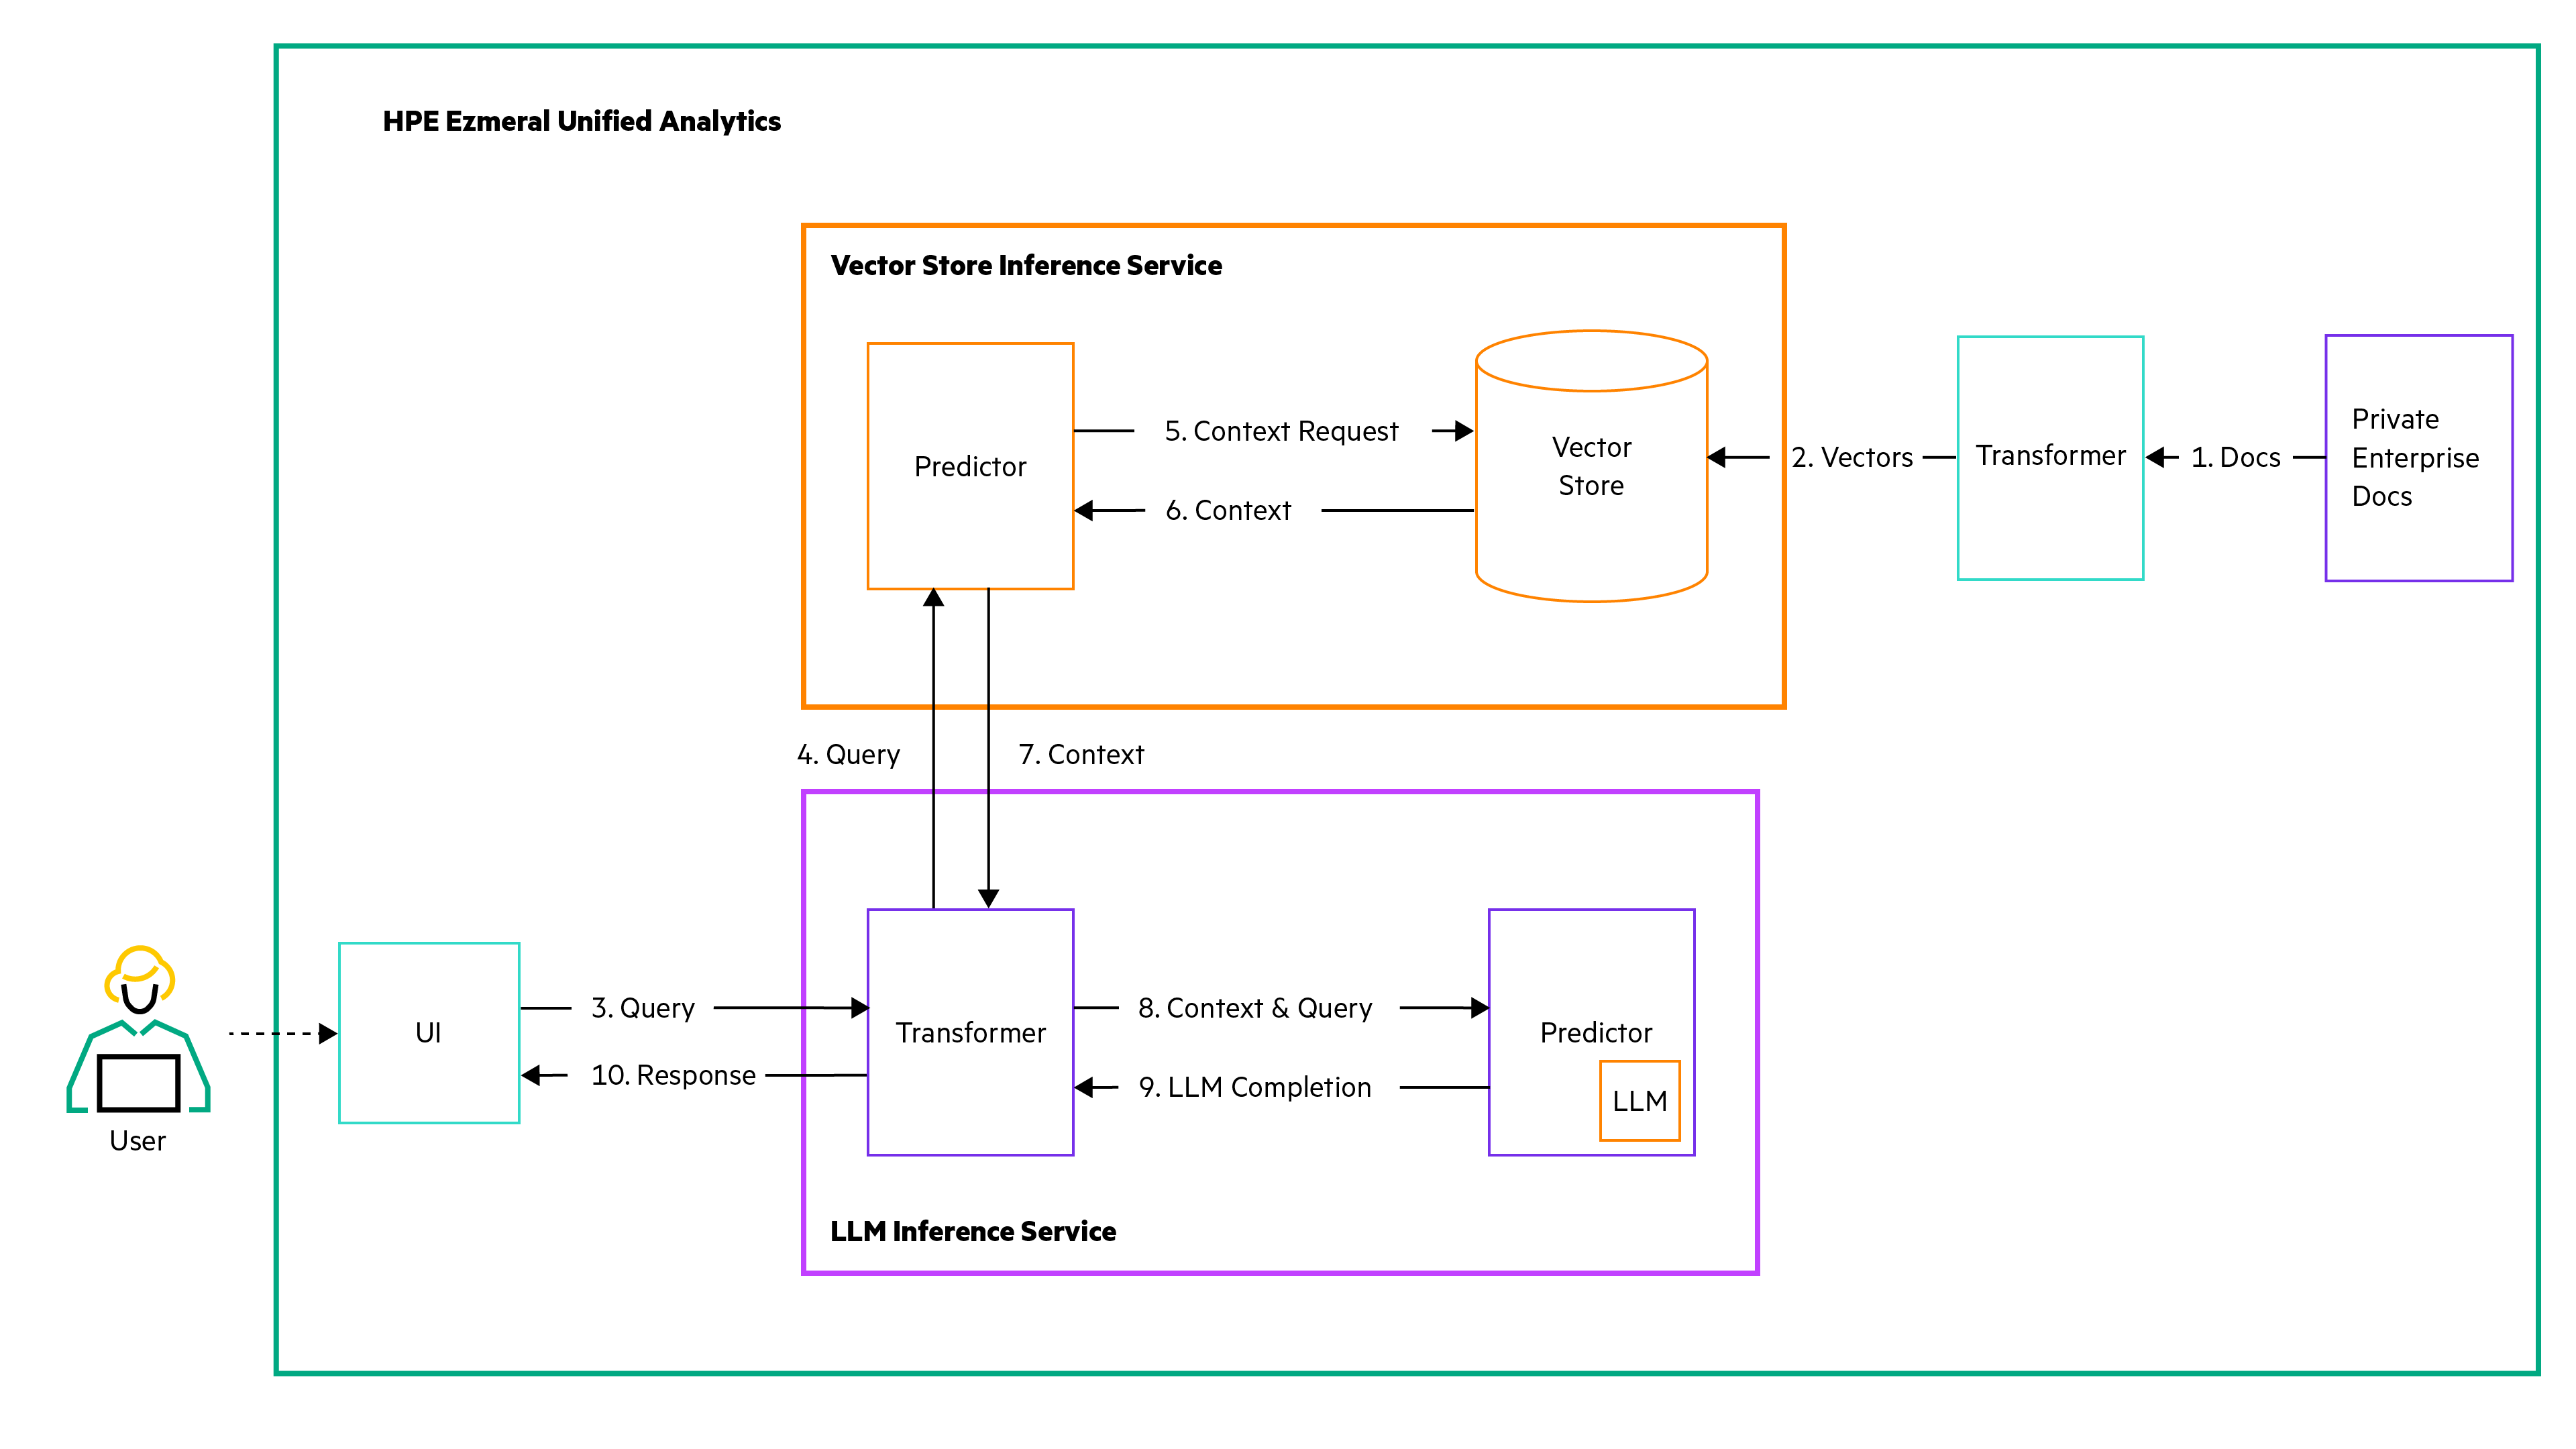 HPE Ezmeral Unified Analytics
Vector Store Inference Service
Predictor
5. Context Request
6. Context
Vector
Store
2. Vectors
Transformer
1. Docs
Private
Enterprise
Docs
4. Query
7. Context
User
UI
3. Query
10. Response
Transformer
8. Context & Query
9. LLM Completion
Predictor
LLM
LLM Inference Service